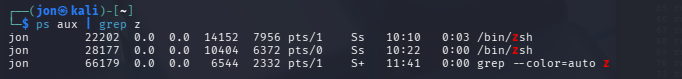 ┌──(jon㉿kali)-[~]
└─$ ps aux | grep z
jon        22202  0.0  0.0  14152  7956 pts/1    Ss   10:10   0:03 /bin/zsh
jon        28177  0.0  0.0  10404  6372 pts/0    Ss   10:22   0:00 /bin/zsh
jon        66179  0.0  0.0   6544  2332 pts/1    S+   11:41   0:00 grep --color=auto z